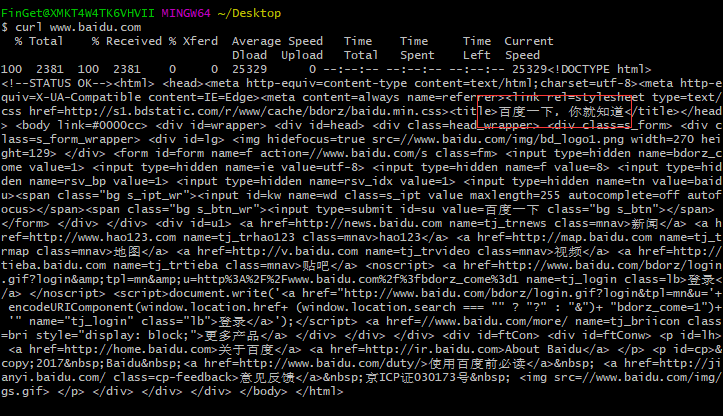 FinGet@XMKT4W4TK6VHVII MINGW64 ~/Desktop
$ curl www.baidu.com
  % Total    % Received % Xferd  Average Speed   Time    Time     Time  Current
                                 Dload  Upload   Total   Spent    Left  Speed
100  2381  100  2381    0     0  25329      0 --:--:-- --:--:-- --:--:-- 25329<!DOCTYPE html>
<!--STATUS OK--><html> <head><meta http-equiv=content-type content=text/html;charset=utf-8><meta http-e
quiv=X-UA-Compatible content=IE=Edge><meta content=always name=referrer><link rel=stylesheet type=text/
css href=http://s1.bdstatic.com/r/www/cache/bdorz/baidu.min.css><title>百度一下，你就知道</title></head
> <body link=#0000cc> <div id=wrapper> <div id=head> <div class=head_wrapper> <div class=s_form> <div c
lass=s_form_wrapper> <div id=lg> <img hidefocus=true src=//www.baidu.com/img/bd_logo1.png width=270 hei
ght=129> </div> <form id=form name=f action=//www.baidu.com/s class=fm> <input type=hidden name=bdorz_c
ome value=1> <input type=hidden name=ie value=utf-8> <input type=hidden name=f value=8> <input type=hid
den name=rsv_bp value=1> <input type=hidden name=rsv_idx value=1> <input type=hidden name=tn value=baid
u><span class="bg s_ipt_wr"><input id=kw name=wd class=s_ipt value maxlength=255 autocomplete=off autof
ocus></span><span class="bg s_btn_wr"><input type=submit id=su value=百度一下 class="bg s_btn"></span>
</form> </div> </div> <div id=u1> <a href=http://news.baidu.com name=tj_trnews class=mnav>新闻</a> <a h
ref=http://www.hao123.com name=tj_trhao123 class=mnav>hao123</a> <a href=http://map.baidu.com name=tj_t
rmap class=mnav>地图</a> <a href=http://v.baidu.com name=tj_trvideo class=mnav>视频</a> <a href=http://
tieba.baidu.com name=tj_trtieba class=mnav>贴吧</a> <noscript> <a href=http://www.baidu.com/bdorz/login
.gif?login&amp;tpl=mn&amp;u=http%3A%2F%2Fwww.baidu.com%2f%3fbdorz_come%3d1 name=tj_login class=lb>登录<
/a> </noscript> <script>document.write('<a href="http://www.baidu.com/bdorz/login.gif?login&tpl=mn&u='+
 encodeURIComponent(window.location.href+ (window.location.search === "" ? "?" : "&")+ "bdorz_come=1")+
 '" name="tj_login" class="lb">登录</a>');</script> <a href=//www.baidu.com/more/ name=tj_briicon class
=bri style="display: block;">更多产品</a> </div> </div> </div> <div id=ftCon> <div id=ftConw> <p id=lh>
 <a href=http://home.baidu.com>关于百度</a> <a href=http://ir.baidu.com>About Baidu</a> </p> <p id=cp>&
copy;2017&nbsp;Baidu&nbsp;<a href=http://www.baidu.com/duty/>使用百度前必读</a>&nbsp; <a href=http://ji
anyi.baidu.com/ class=cp-feedback>意见反馈</a>&nbsp;京ICP证030173号&nbsp; <img src=//www.baidu.com/img/
gs.gif> </p> </div> </div> </div> </body> </html>